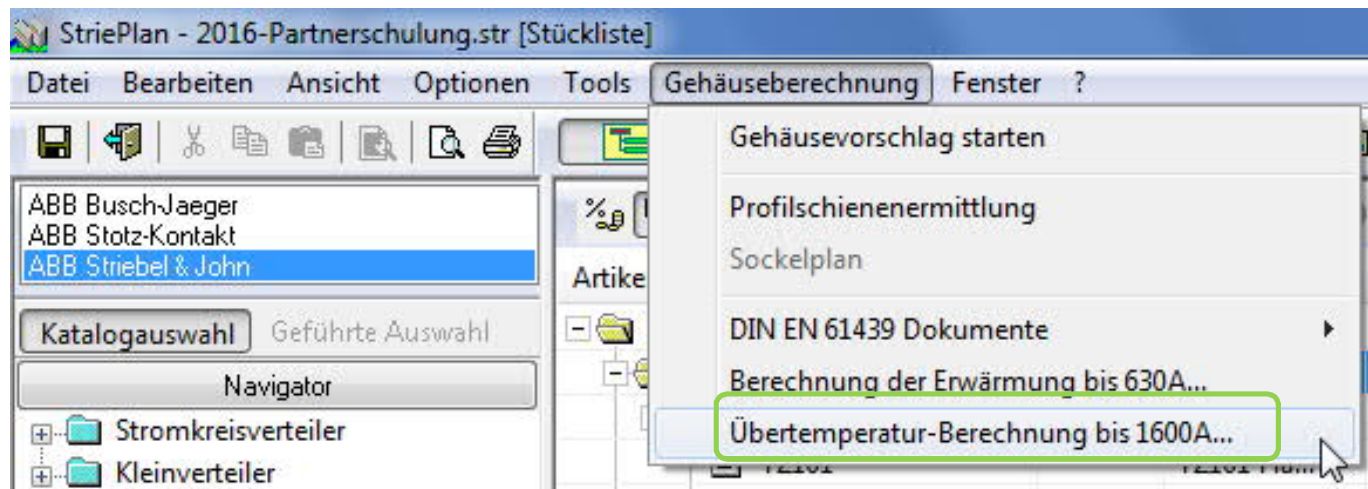 StriePlan - 2016-Partnerschulung.str [Stückliste]
Datei Bearbeiten Ansicht Optionen Tools Gehäuseberechnung Fenster ?
Gehäusevorschlag starten
Profilschienenermittlung
Sockelplan
DIN EN 61439 Dokumente
Berechnung der Erwärmung bis 630A...
Übertemperatur-Berechnung bis 1600A...
ABB Busch-Jaeger
ABB Stotz-Kontakt
ABB Striebel & John
Artike
Katalogauswahl Geführte Auswahl
Navigator
Stromkreisverteiler
Kleinverteiler